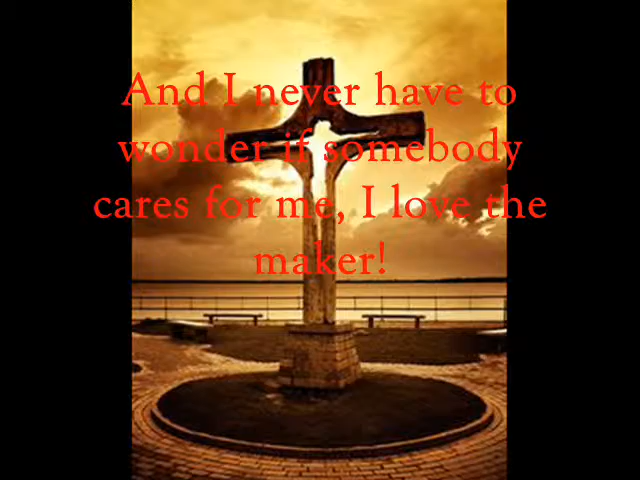 And I never have to
wonder if somebody
cares for me, I love the
maker!